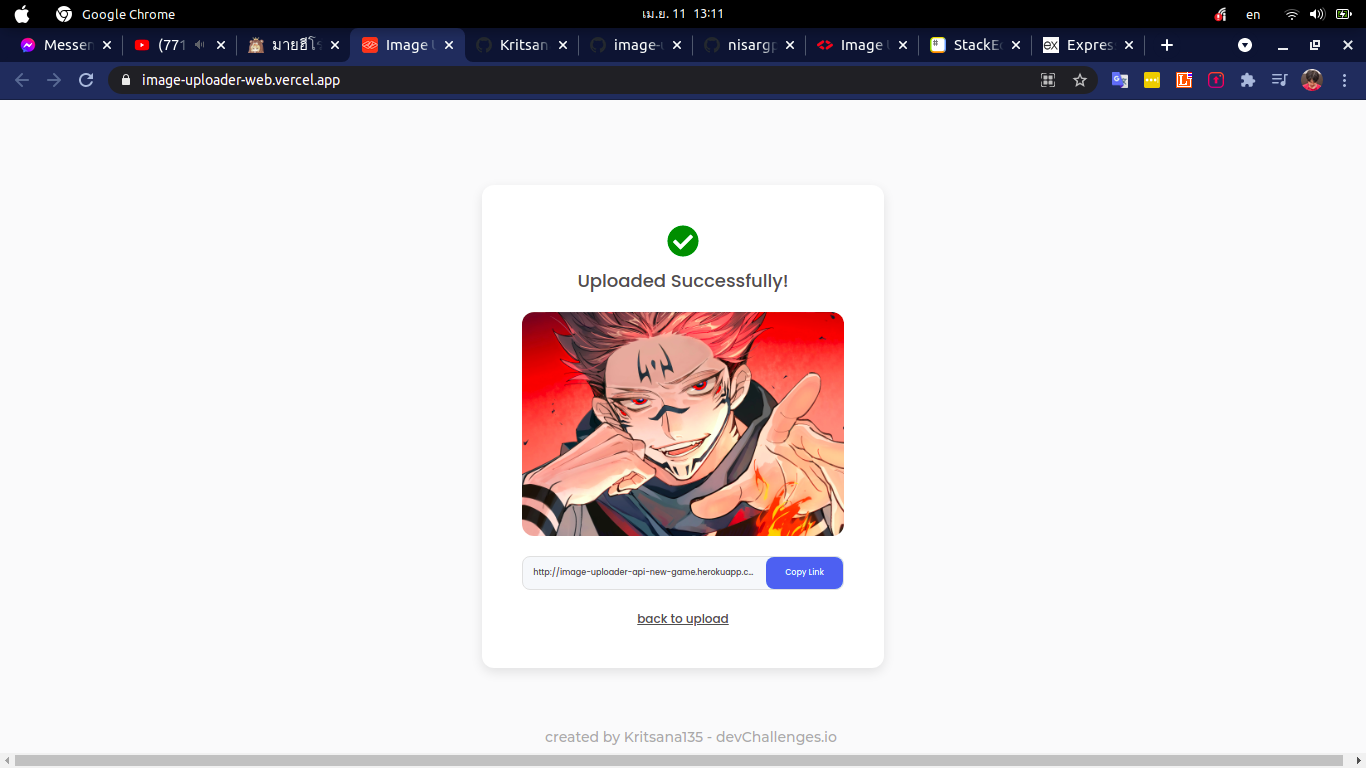 Google Chrome
เม.ย. 11 13:11
en
Messen
(771
มายฮีโร
Image U
Kritsan
image-u
nisargp
Image U
StackEd
Expres
image-uploader-web.vercel.app
Uploaded Successfully!
http://image-uploader-api-new-game.herokuapp.c...
Copy Link
back to upload
created by Kritsana135 - devChallenges.io